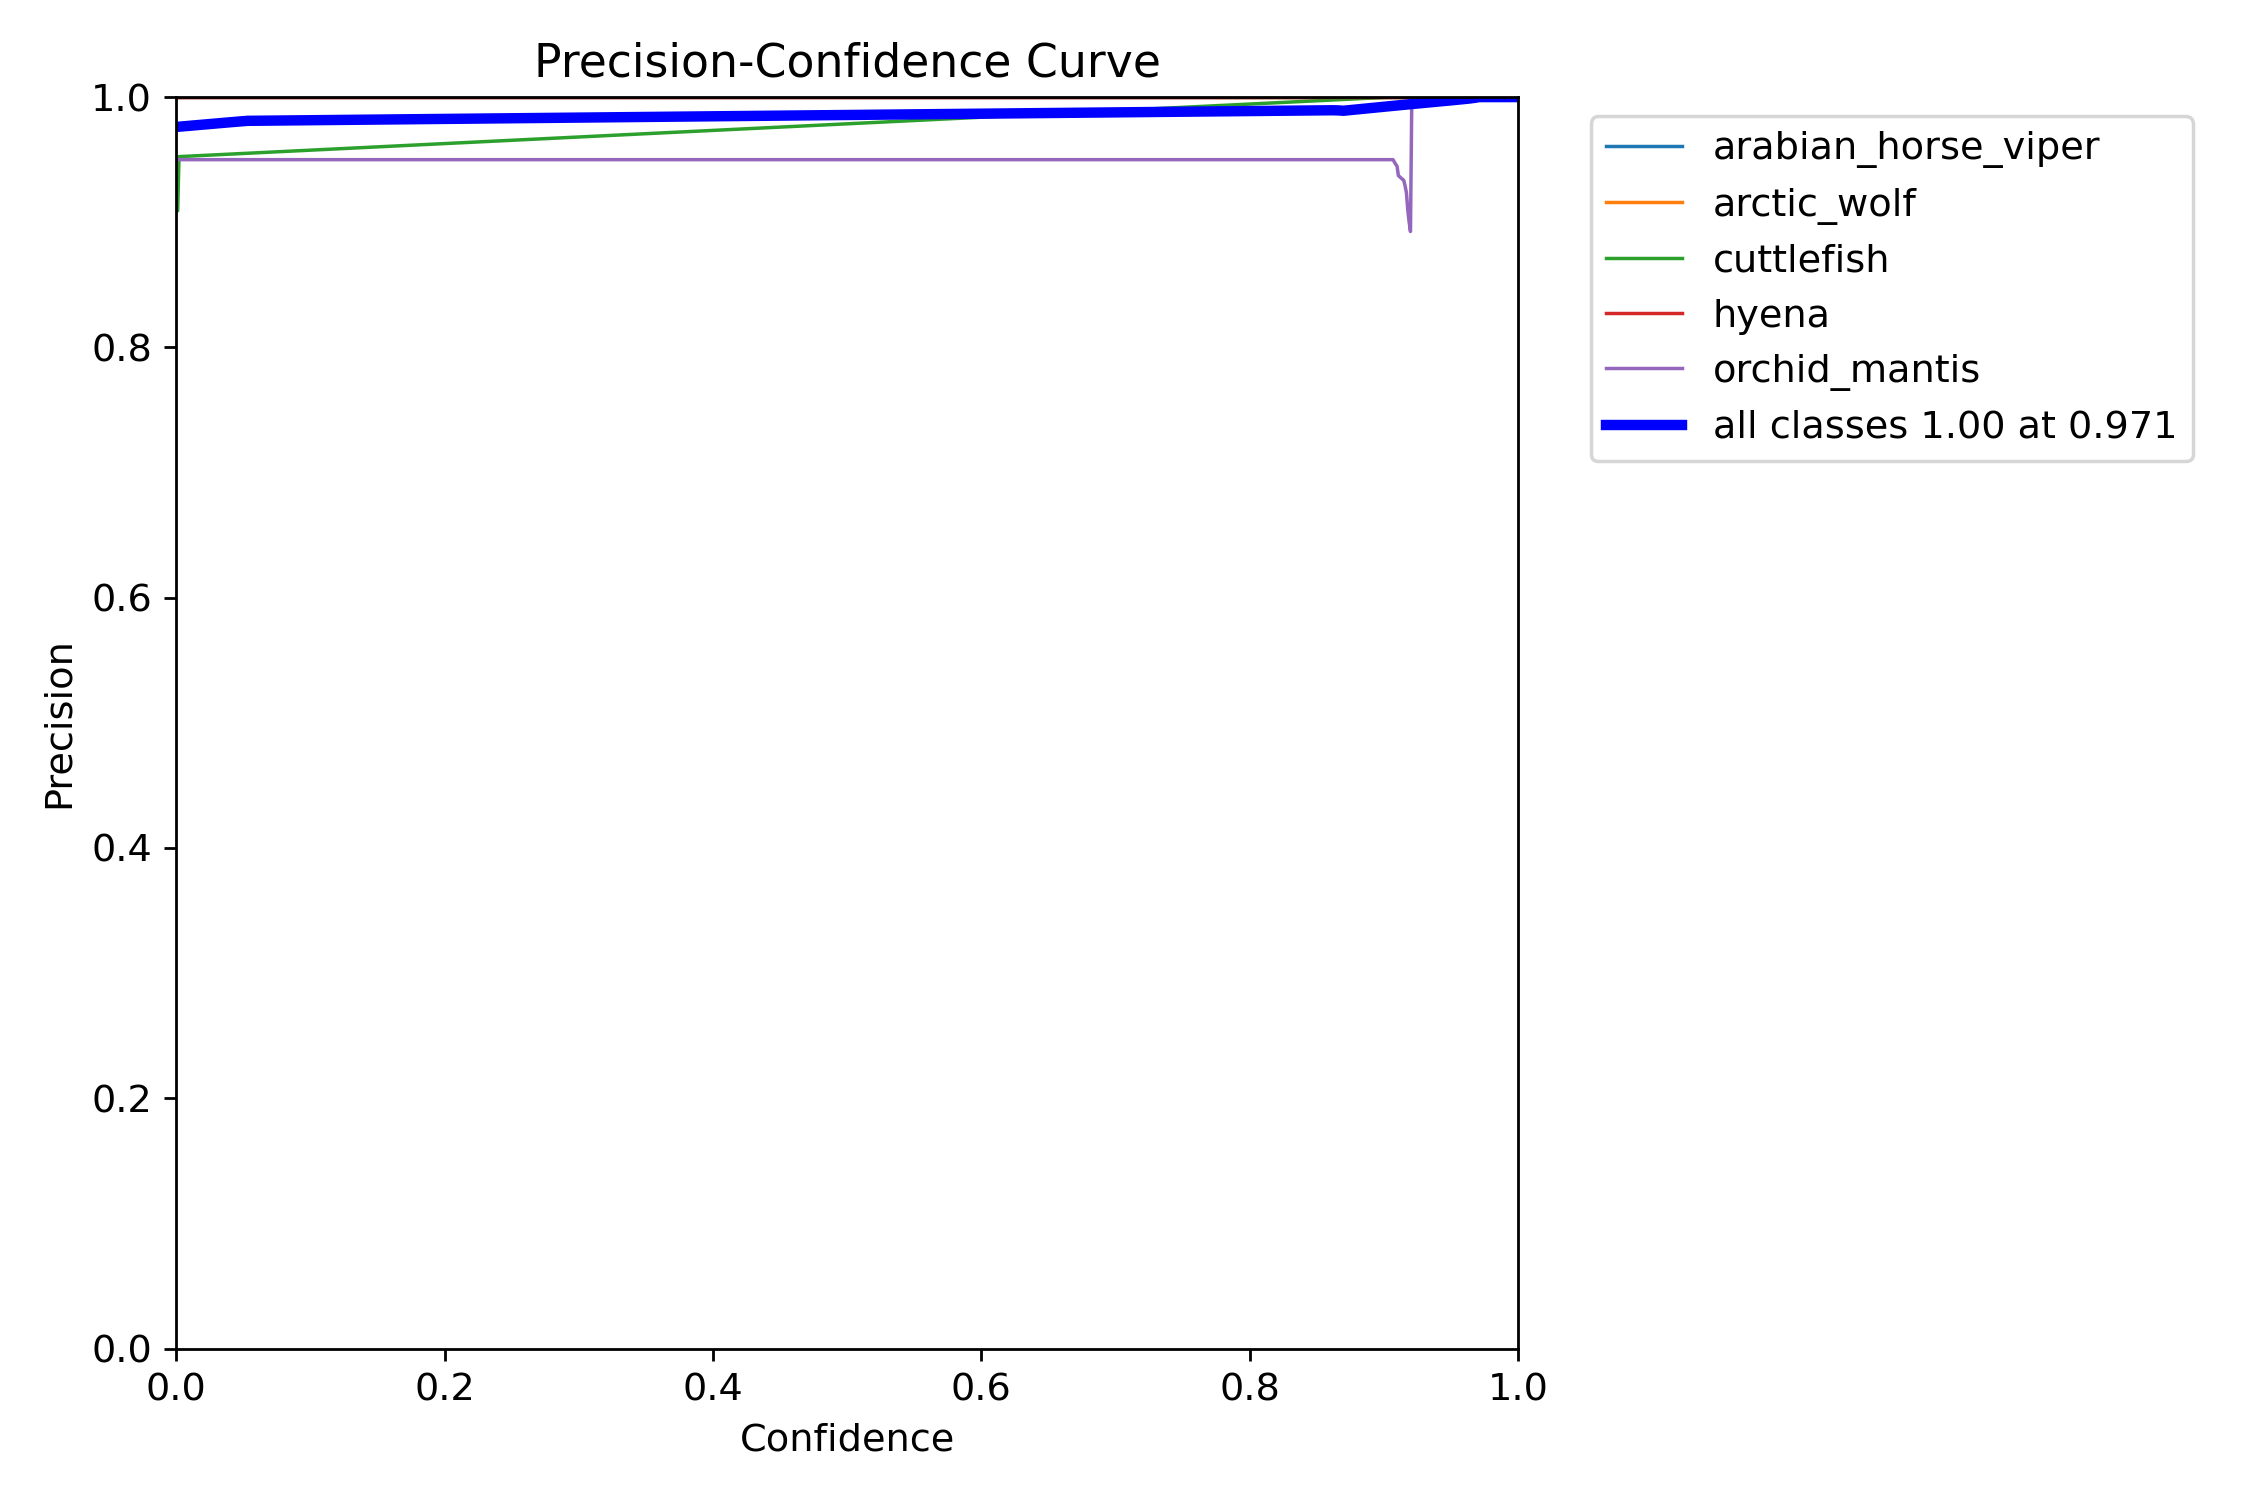 Precision-Confidence Curve
1.0
0.8
0.6
0.4
0.2
0.0
Precision
0.0 0.2 0.4 0.6 0.8 1.0
Confidence
arabian_horse_viper
arctic_wolf
cuttlefish
hyena
orchid_mantis
all classes 1.00 at 0.971